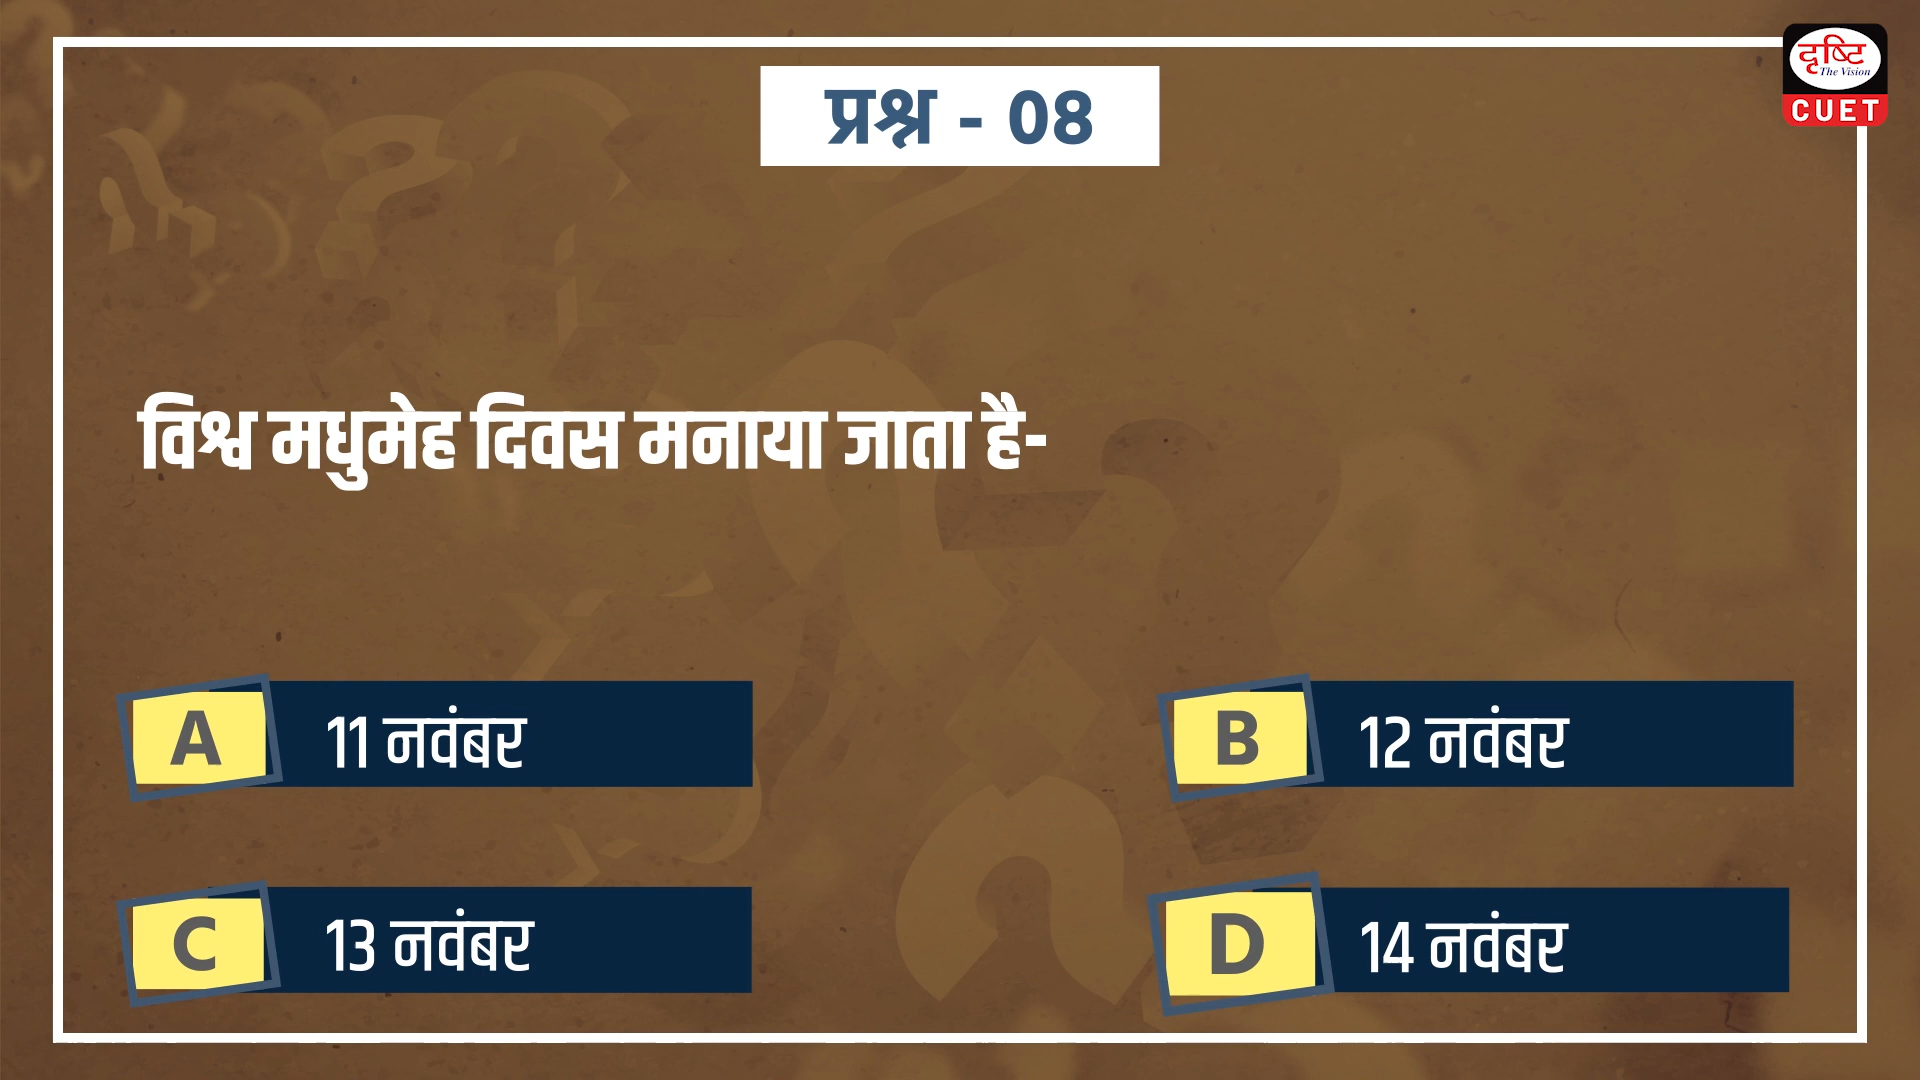 दृष्टि
The Vision
CUET
प्रश्न - 08
विश्व मधुमेह दिवस मनाया जाता है-
A 11 नवंबर
B 12 नवंबर
C 13 नवंबर
D 14 नवंबर